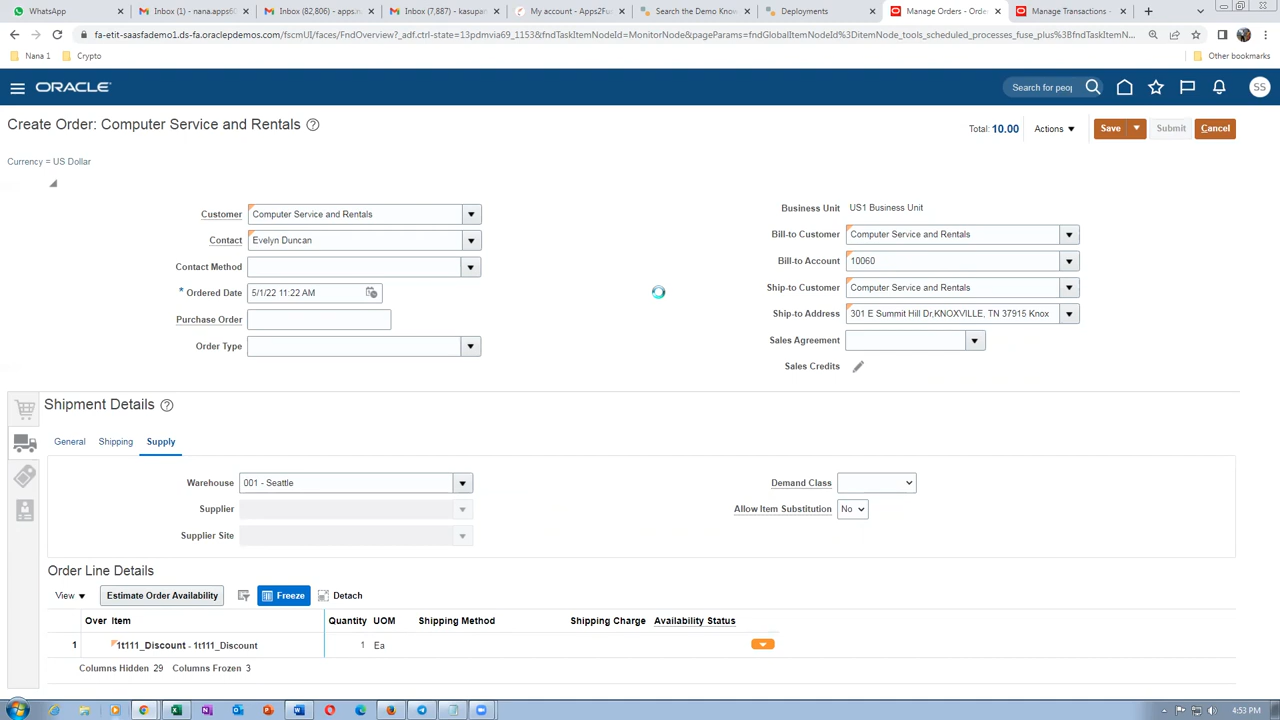 WhatsApp
Inbox (1) - nana.apps60
Inbox (82,806) - apps.n
Inbox (7,887) - kasupan
My account - Apps2Fu
Search the Demo Know
Deployments
Manage Orders - Orde
Manage Transactions -
fa-etit-saasfademo1.ds-fa.oraclepdemos.com/fscmUI/faces/FndOverview?_adf.ctrl-state=13pdmvia69_1153&fndTaskItemNodeId=MonitorNode&pageParams=fndGlobalItemNodeId%3DitemNode_tools_scheduled_processes_fuse_plus%3BfndTaskItemN...
Nana 1
Crypto
Other bookmarks
ORACLE
Search for peop
SS
Create Order: Computer Service and Rentals
Total: 10.00
Actions
Save
Submit
Cancel
Currency = US Dollar
Customer Computer Service and Rentals
Contact Evelyn Duncan
Contact Method
* Ordered Date 5/1/22 11:22 AM
Purchase Order
Order Type
Business Unit US1 Business Unit
Bill-to Customer Computer Service and Rentals
Bill-to Account 10060
Ship-to Customer Computer Service and Rentals
Ship-to Address 301 E Summit Hill Dr,KNOXVILLE, TN 37915 Knox
Sales Agreement
Sales Credits
Shipment Details
General Shipping Supply
Warehouse 001 - Seattle
Supplier
Supplier Site
Demand Class
Allow Item Substitution No
Order Line Details
View Estimate Order Availability Freeze Detach
Over Item Quantity UOM Shipping Method Shipping Charge Availability Status
1 1t111_Discount - 1t111_Discount 1 Ea
Columns Hidden 29 Columns Frozen 3
4:53 PM